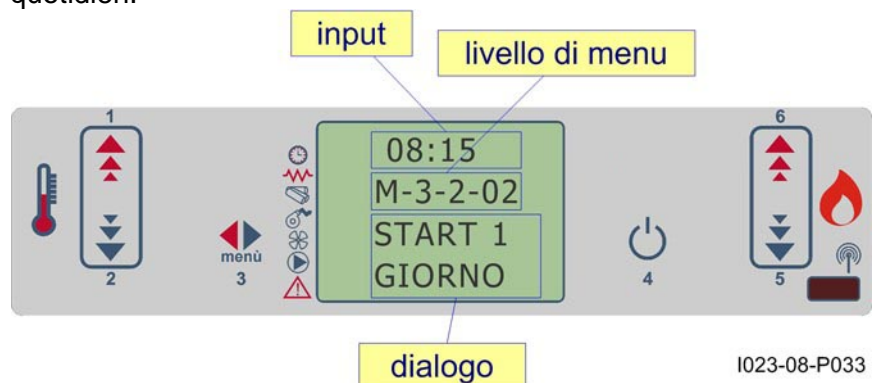 quotidien.
input
livello di menu
1
6
08:15
M-3-2-02
START 1
GIORNO
menù
2
3
4
5
dialogo
I023-08-P033